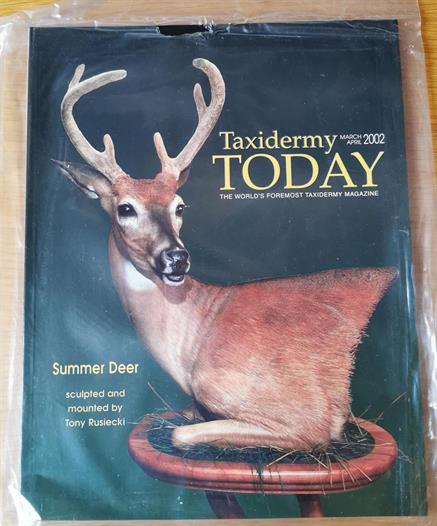 Taxidermy MARCH APRIL 2002
TODAY
THE WORLD'S FOREMOST TAXIDERMY MAGAZINE
Summer Deer
sculpted and
mounted by
Tony Rusiecki